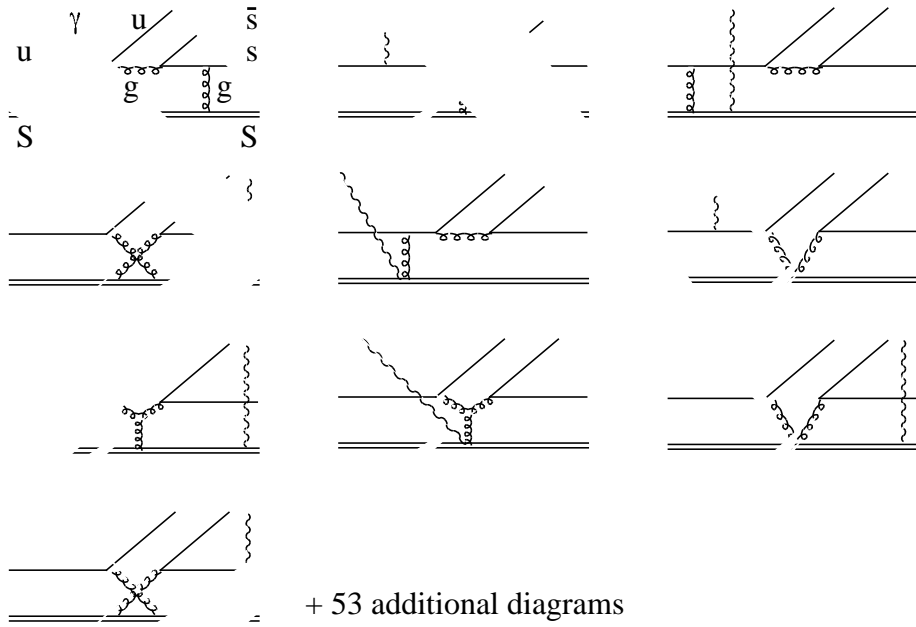 γ u s̄
u s
g g
S S
+ 53 additional diagrams